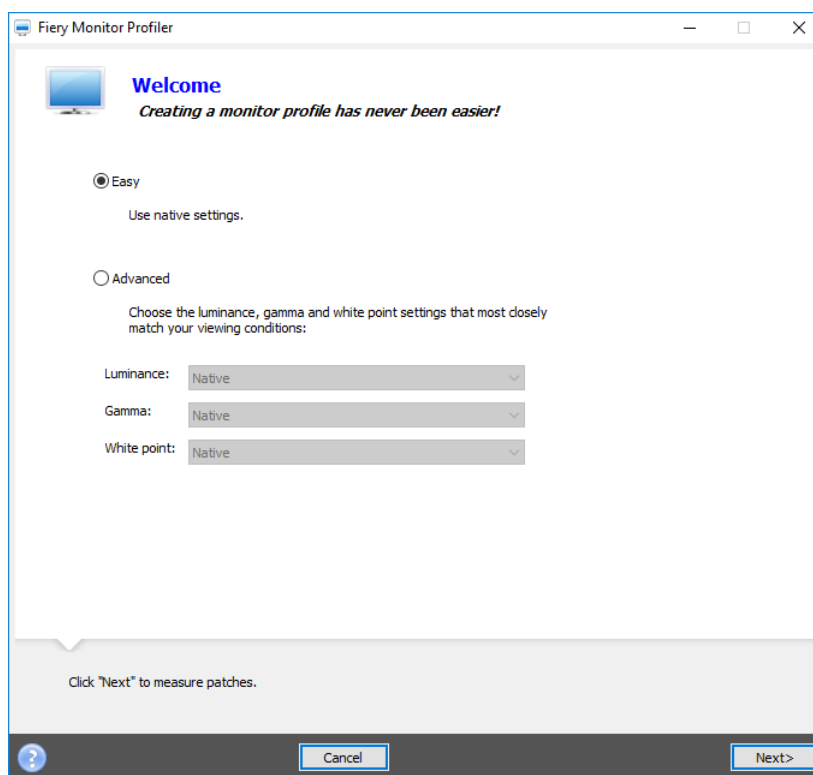 Fiery Monitor Profiler
Welcome
Creating a monitor profile has never been easier!
Easy
Use native settings.
Advanced
Choose the luminance, gamma and white point settings that most closely
match your viewing conditions:
Luminance: Native
Gamma: Native
White point: Native
Click "Next" to measure patches.
? Cancel Next>